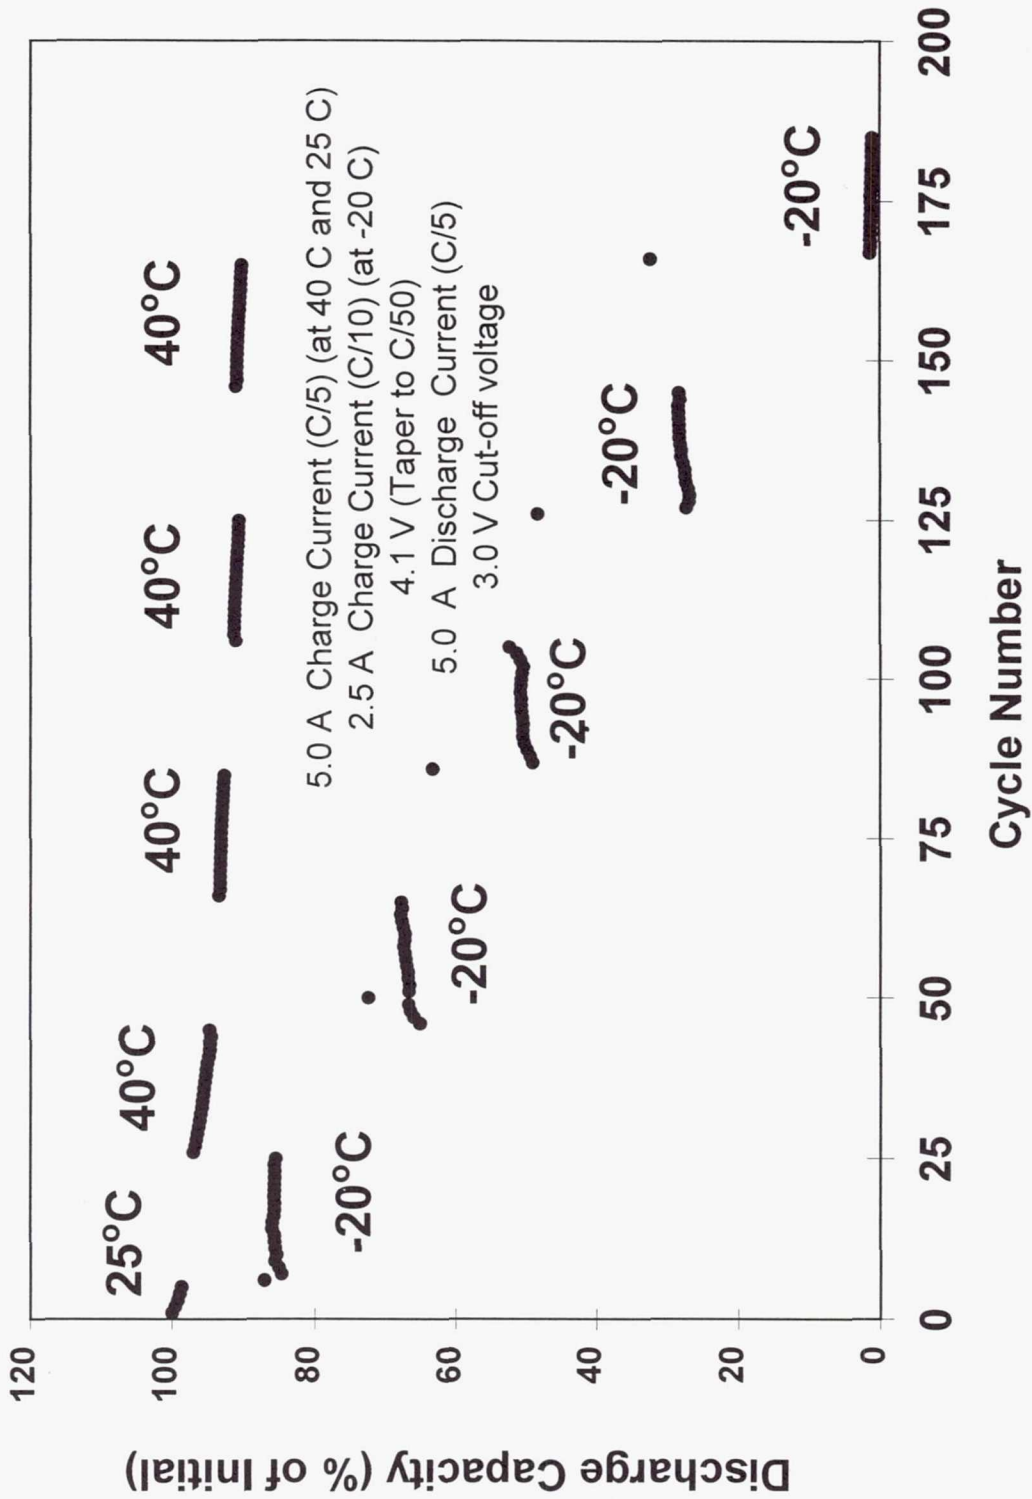 120
100
80
60
40
20
0
Discharge Capacity (% of Initial)
25°C
40°C
40°C
40°C
40°C
-20°C
-20°C
-20°C
-20°C
-20°C
5.0 A Charge Current (C/5) (at 40 C and 25 C)
2.5 A Charge Current (C/10) (at -20 C)
4.1 V (Taper to C/50)
5.0 A Discharge Current (C/5)
3.0 V Cut-off voltage
0
25
50
75
100
125
150
175
200
Cycle Number